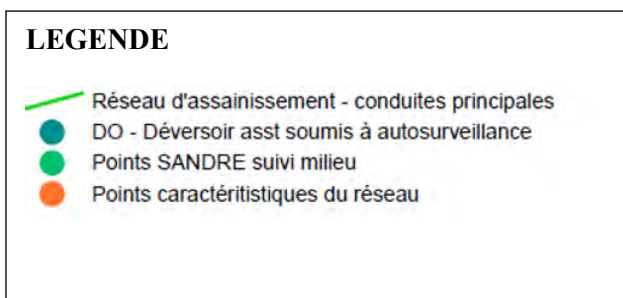 LEGENDE
Réseau d'assainissement - conduites principales
DO - Déversoir asst soumis à autosurveillance
Points SANDRE suivi milieu
Points caractéritistiques du réseau